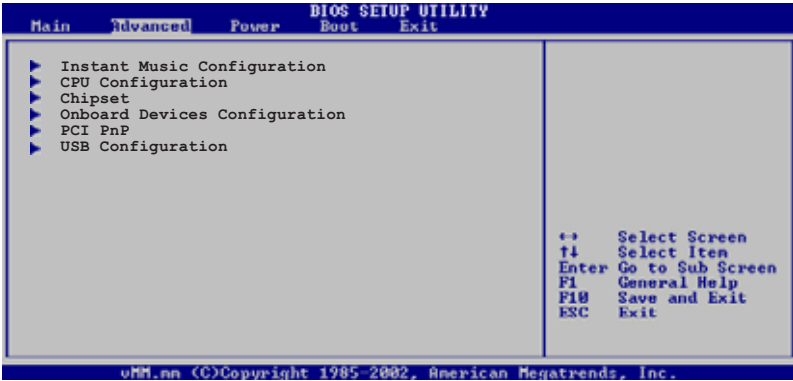 BIOS SETUP UTILITY
Main Advanced Power Boot Exit
Instant Music Configuration
CPU Configuration
Chipset
Onboard Devices Configuration
PCI PnP
USB Configuration
↔ Select Screen
↑↓ Select Item
Enter Go to Sub Screen
F1 General Help
F10 Save and Exit
ESC Exit
vMM.mm (C)Copyright 1985-2002, American Megatrends, Inc.